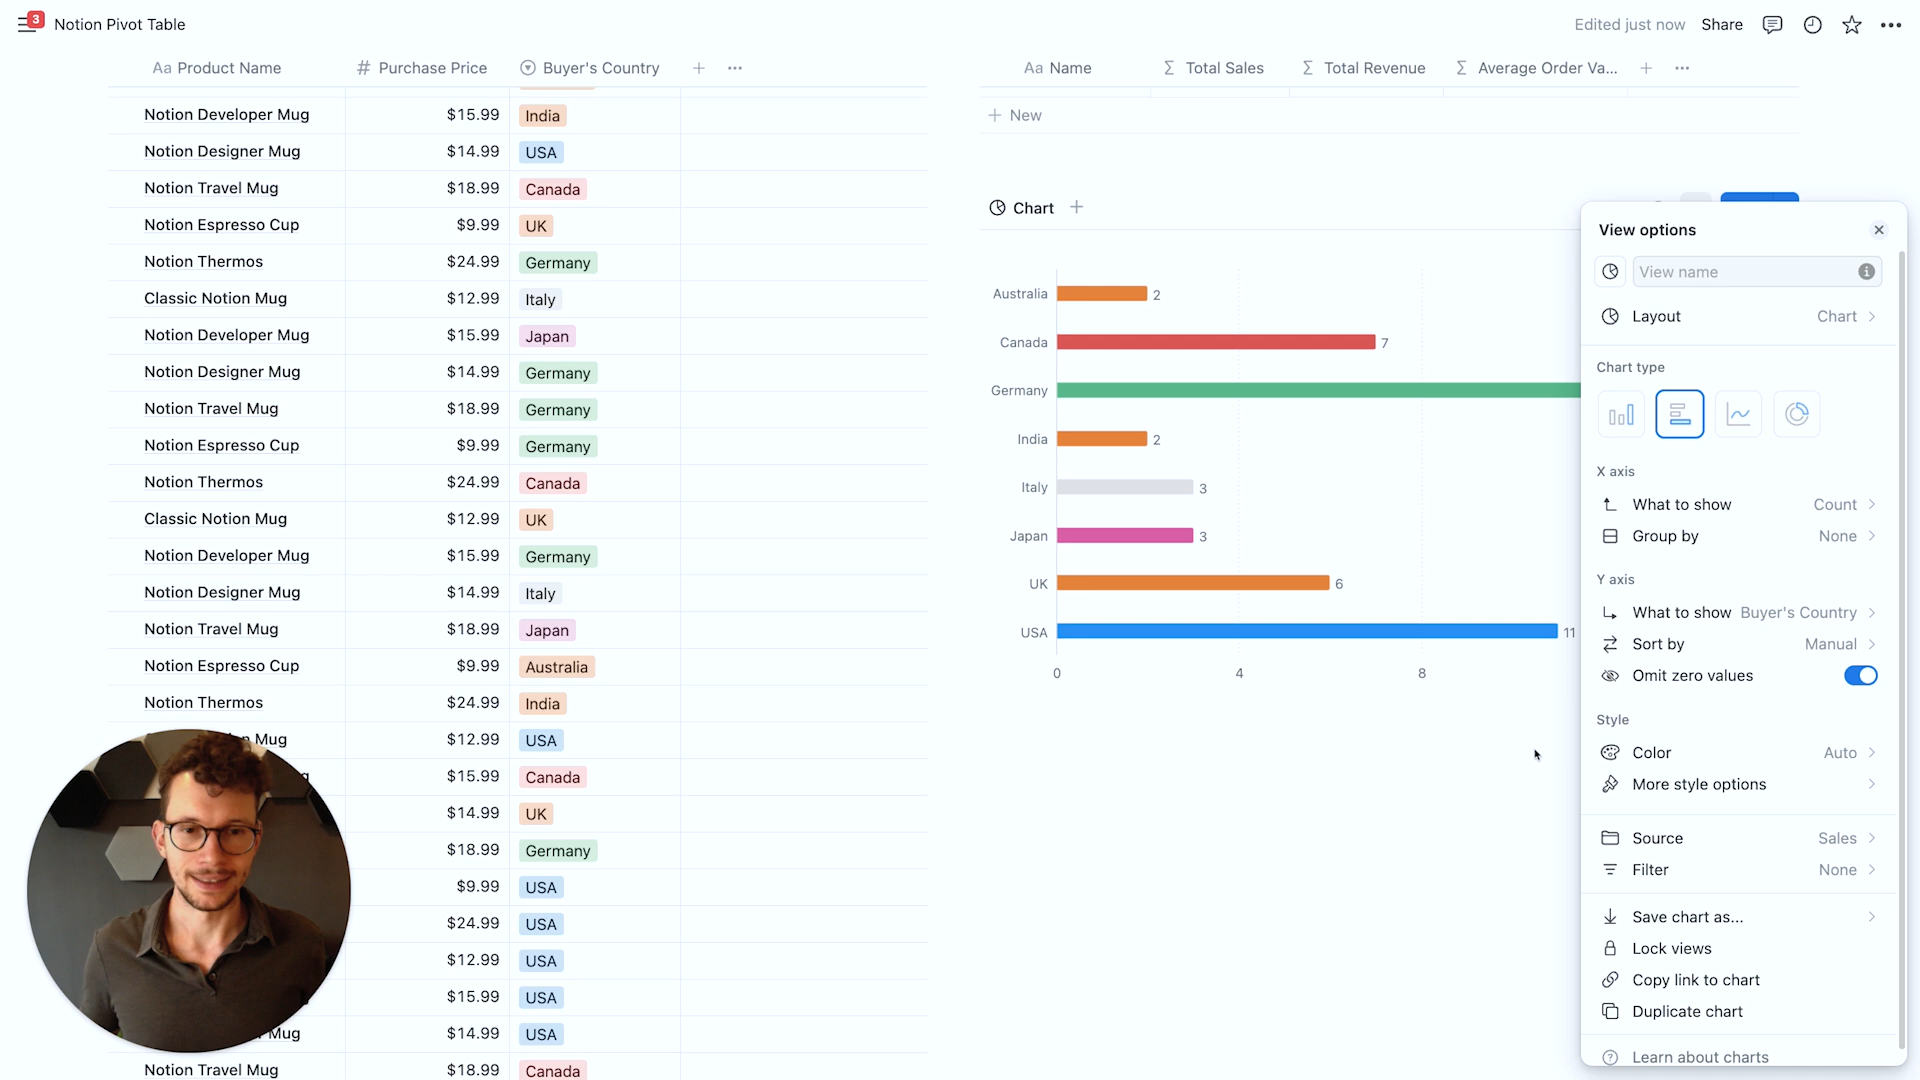 3 Notion Pivot Table Edited just now Share
Aa Product Name # Purchase Price Buyer's Country
Notion Developer Mug $15.99 India
Notion Designer Mug $14.99 USA
Notion Travel Mug $18.99 Canada
Notion Espresso Cup $9.99 UK
Notion Thermos $24.99 Germany
Classic Notion Mug $12.99 Italy
Notion Developer Mug $15.99 Japan
Notion Designer Mug $14.99 Germany
Notion Travel Mug $18.99 Germany
Notion Espresso Cup $9.99 Germany
Notion Thermos $24.99 Canada
Classic Notion Mug $12.99 UK
Notion Developer Mug $15.99 Germany
Notion Designer Mug $14.99 Italy
Notion Travel Mug $18.99 Japan
Notion Espresso Cup $9.99 Australia
Notion Thermos $24.99 India
Mug $12.99 USA
$15.99 Canada
$14.99 UK
$18.99 Germany
$9.99 USA
$24.99 USA
$12.99 USA
$15.99 USA
Mug $14.99 USA
Notion Travel Mug $18.99 Canada
Aa Name Σ Total Sales Σ Total Revenue Σ Average Order Va...
+ New
Chart +
Australia 2
Canada 7
Germany
India 2
Italy 3
Japan 3
UK 6
USA 11
0 4 8
View options
View name
Layout Chart
Chart type
X axis
What to show Count
Group by None
Y axis
What to show Buyer's Country
Sort by Manual
Omit zero values
Style
Color Auto
More style options
Source Sales
Filter None
Save chart as...
Lock views
Copy link to chart
Duplicate chart
Learn about charts